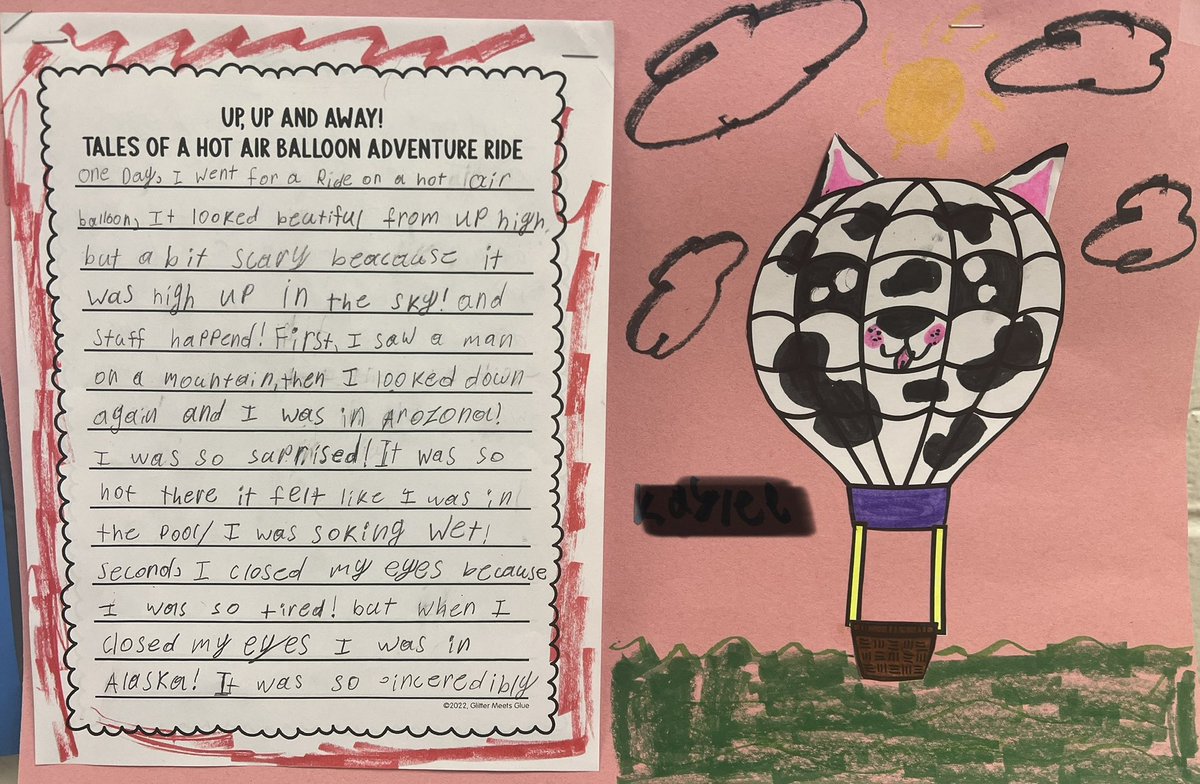 UP, UP AND AWAY!
TALES OF A HOT AIR BALLOON ADVENTURE RIDE
One Day, I went for a Ride on a hot air
balloon, It looked beatiful from up high,
but a bit scary beacause it
was high up in the sky! and
staff happend! First, I saw a man
on a mountain, then I looked down
again and I was in Arozona!
I was so saprised! It was so
hot there it felt like I was in
the pool/ I was soking wet!
Second, I closed my eyes because
I was so tired! but when I
closed my eyes I was in
Alaska! It was so inceredibly
©2022, Glitter Meets Glue